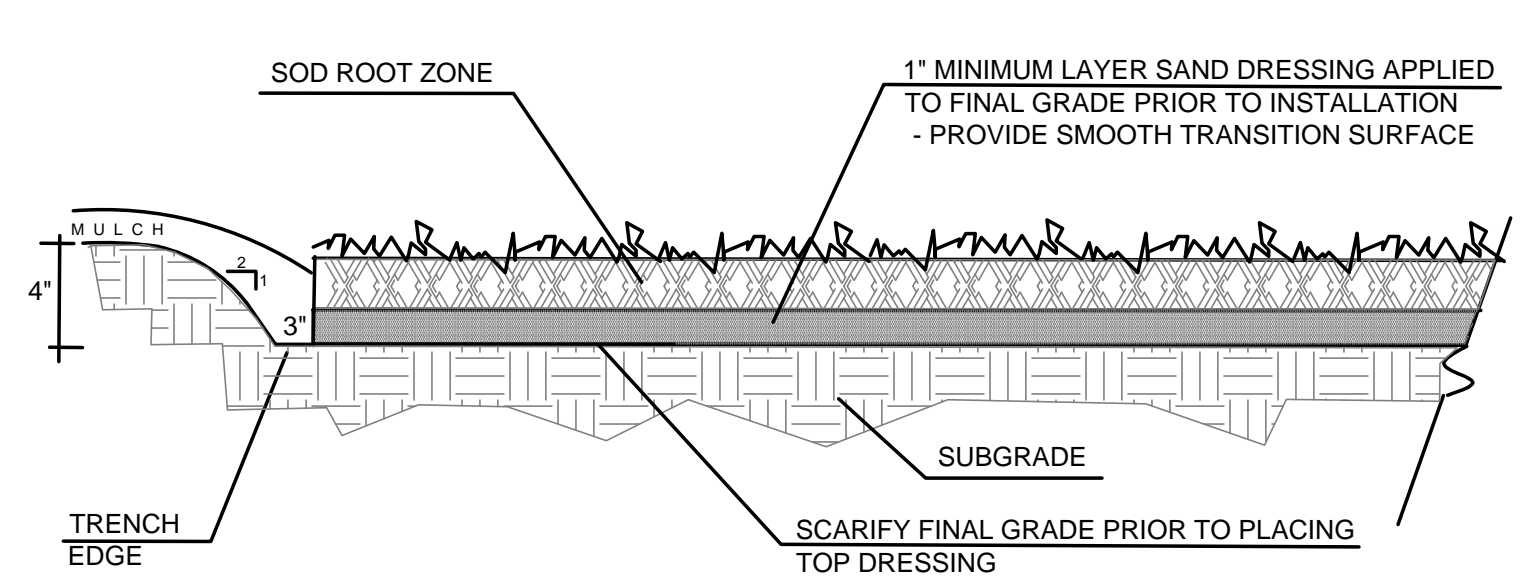 SOD ROOT ZONE
1" MINIMUM LAYER SAND DRESSING APPLIED
TO FINAL GRADE PRIOR TO INSTALLATION
- PROVIDE SMOOTH TRANSITION SURFACE
MULCH
2
1
4"
3"
SUBGRADE
TRENCH
EDGE
SCARIFY FINAL GRADE PRIOR TO PLACING
TOP DRESSING